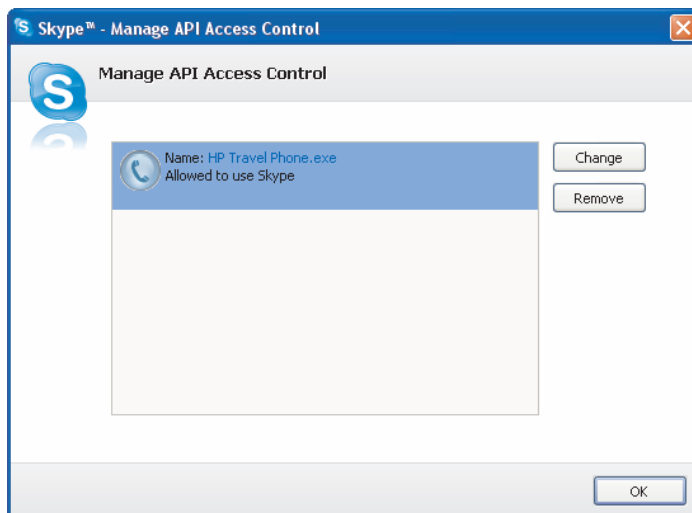 Skype™ - Manage API Access Control
Manage API Access Control
Name: HP Travel Phone.exe
Allowed to use Skype
Change
Remove
OK